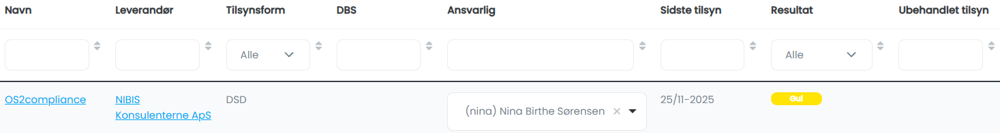 Navn Leverandør Tilsynsform DBS Ansvarlig Sidste tilsyn Resultat Ubehandlet tilsyn
Alle Alle
OS2compliance NIBIS DSD (nina) Nina Birthe Sørensen × 25/11-2025 Gul
Konsulenterne ApS